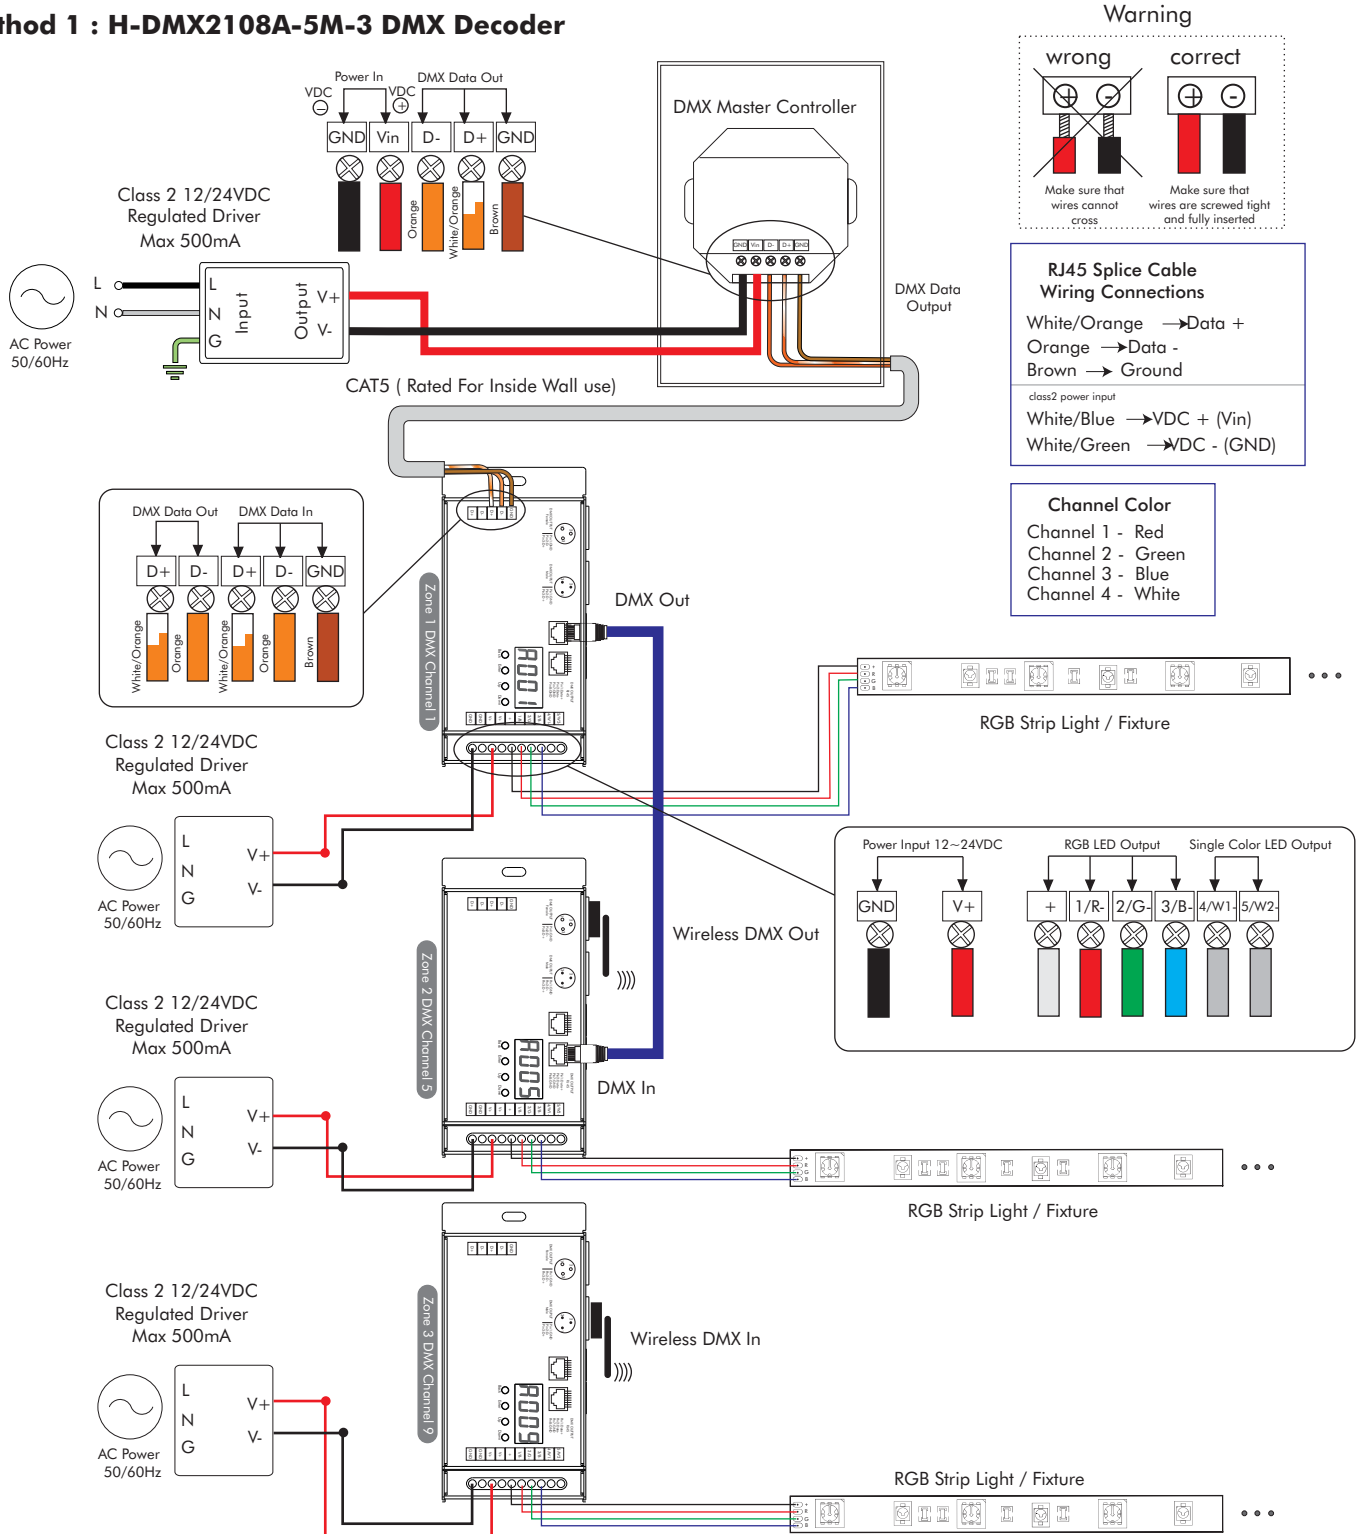 thod 1 : H-DMX2108A-5M-3 DMX Decoder
Warning
wrong
correct
Make sure that
wires cannot
cross
Make sure that
wires are screwed tight
and fully inserted
Power In
DMX Data Out
VDC
VDC
GND
Vin
D-
D+
GND
Orange
White/Orange
Brown
DMX Master Controller
GND Vin D- D+ GND
DMX Data
Output
Class 2 12/24VDC
Regulated Driver
Max 500mA
L
N
AC Power
50/60Hz
L
N
G
Input
Output
V+
V-
CAT5 ( Rated For Inside Wall use)
RJ45 Splice Cable
Wiring Connections
White/Orange →Data +
Orange →Data -
Brown → Ground
class2 power input
White/Blue →VDC + (Vin)
White/Green →VDC - (GND)
Channel Color
Channel 1 - Red
Channel 2 - Green
Channel 3 - Blue
Channel 4 - White
DMX Data Out
DMX Data In
D+
D-
D+
D-
GND
White/Orange
Orange
White/Orange
Orange
Brown
Zone 1 DMX Channel 1
A001
DMX Out
+
R
G
B
RGB Strip Light / Fixture
Class 2 12/24VDC
Regulated Driver
Max 500mA
L
N
G
V+
V-
AC Power
50/60Hz
Power Input 12~24VDC
RGB LED Output
Single Color LED Output
GND
V+
+
1/R-
2/G-
3/B-
4/W1-
5/W2-
Zone 2 DMX Channel 5
A005
Wireless DMX Out
DMX In
Class 2 12/24VDC
Regulated Driver
Max 500mA
L
N
G
V+
V-
AC Power
50/60Hz
+
R
G
B
RGB Strip Light / Fixture
Zone 3 DMX Channel 9
A009
Wireless DMX In
Class 2 12/24VDC
Regulated Driver
Max 500mA
L
N
G
V+
V-
AC Power
50/60Hz
RGB Strip Light / Fixture
+
R
G
B